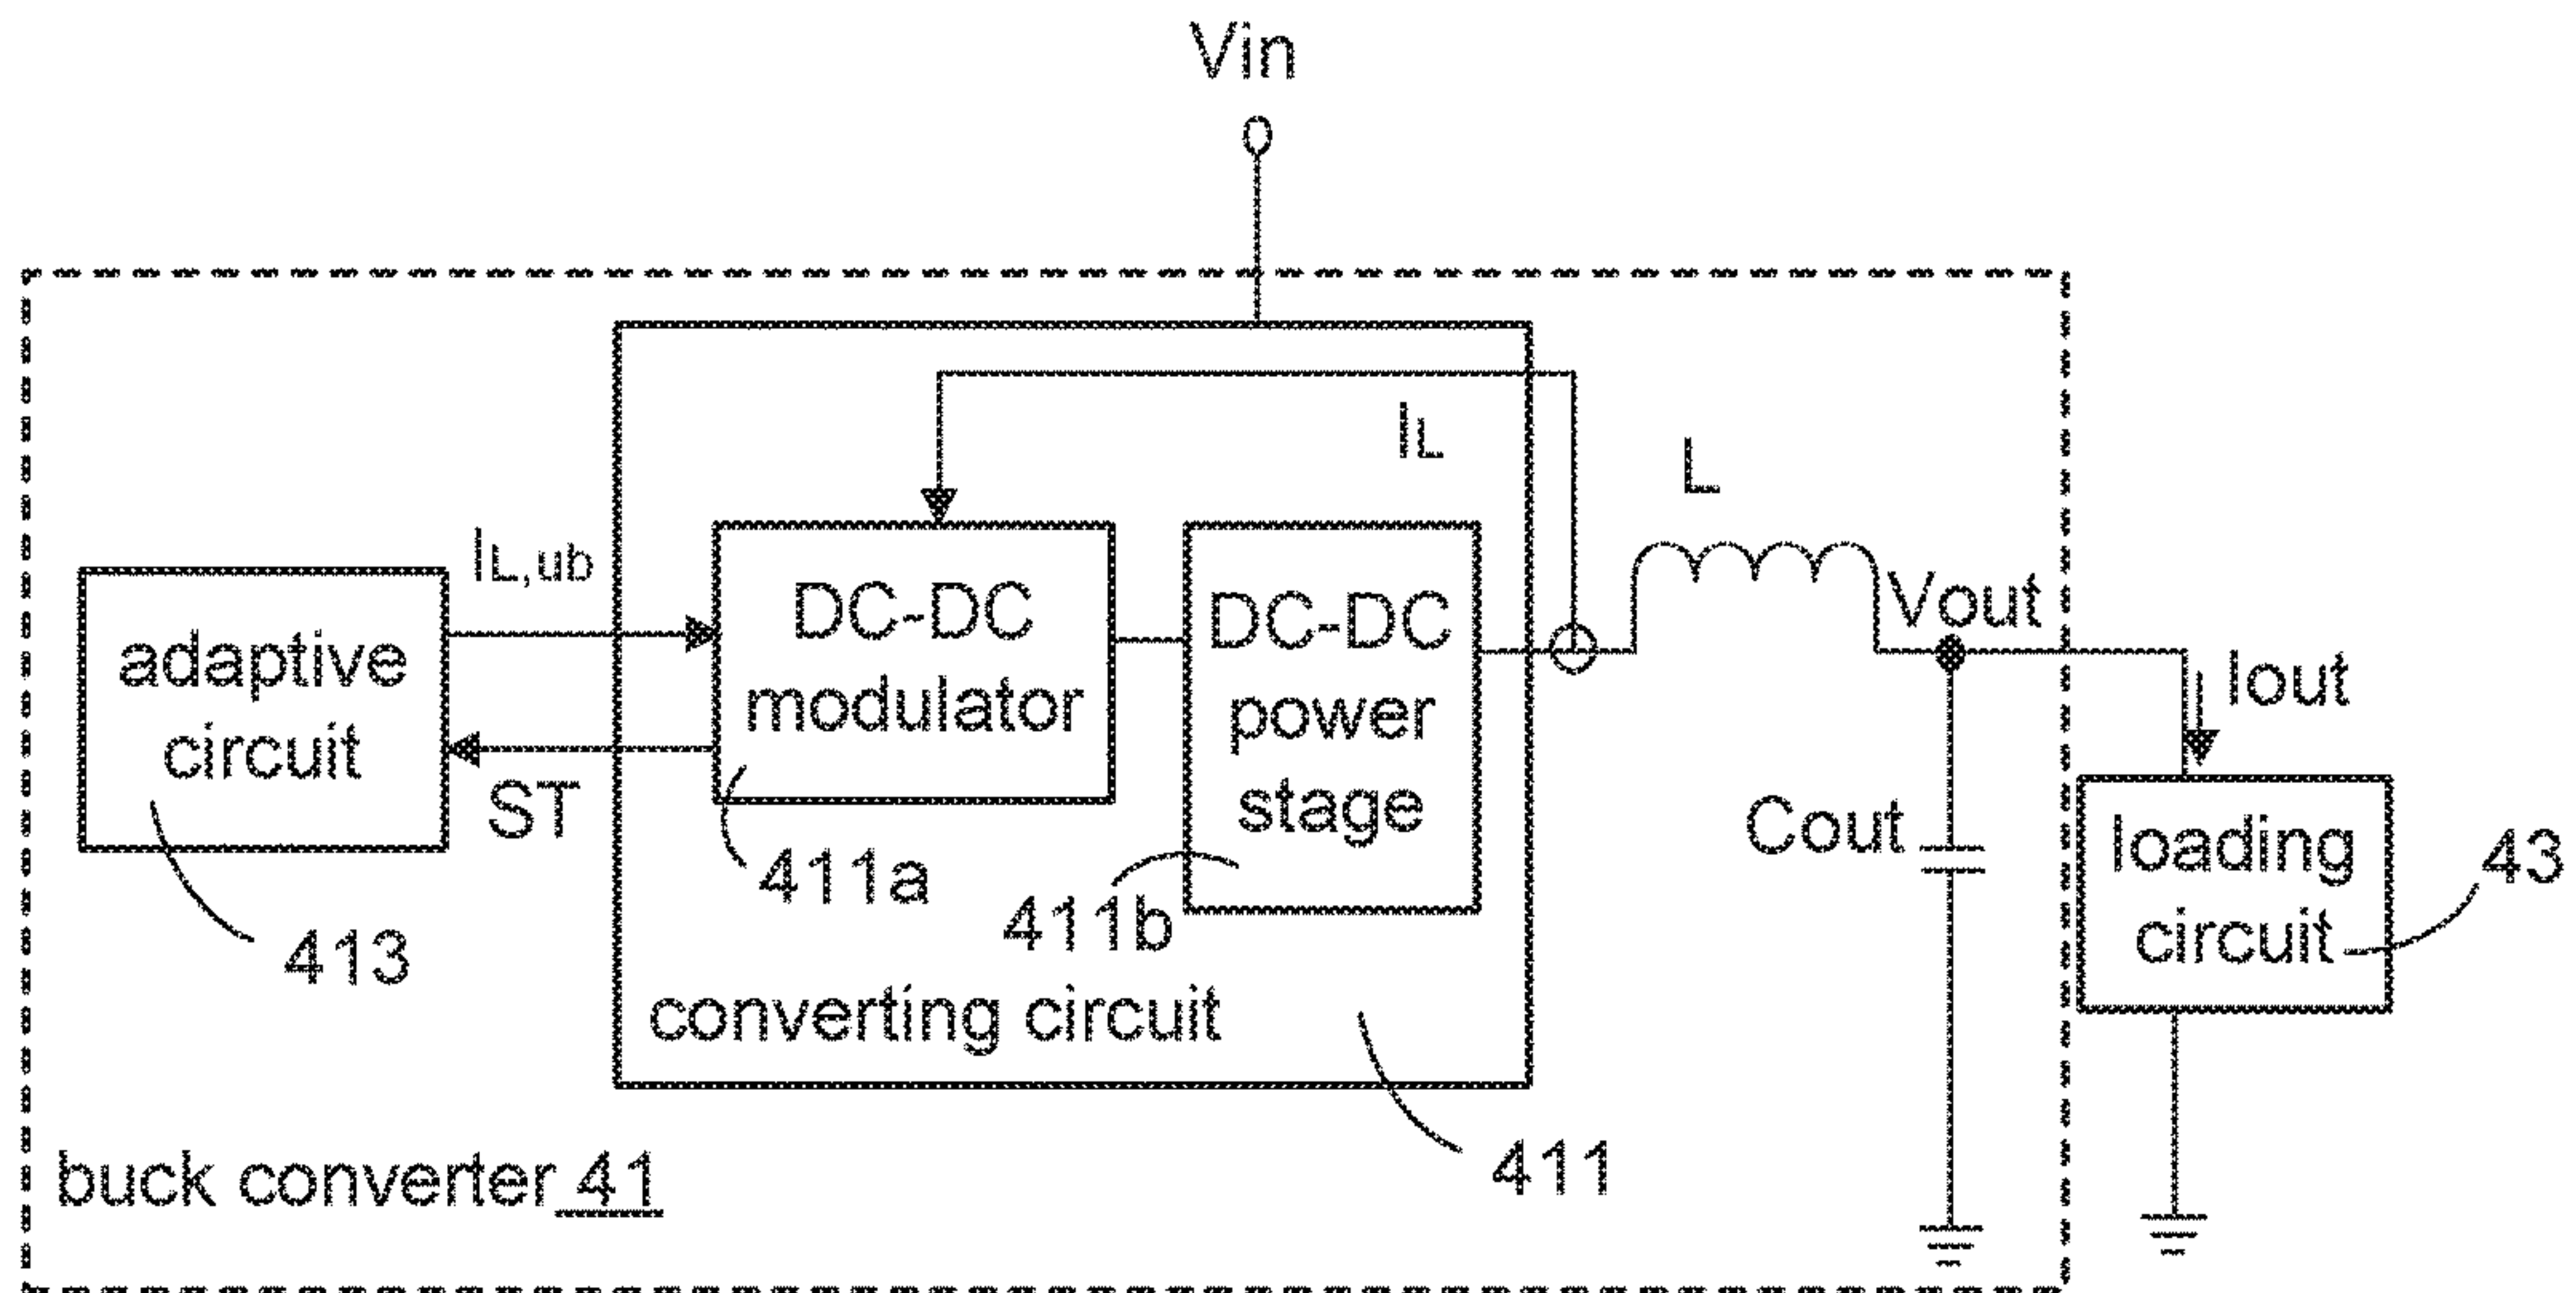 Vin
IL
L
IL,ub
DC-DC
modulator
DC-DC
power
stage
adaptive
circuit
Vout
Iout
ST
Cout
loading
circuit
43
411a
411b
413
converting circuit
411
buck converter 41